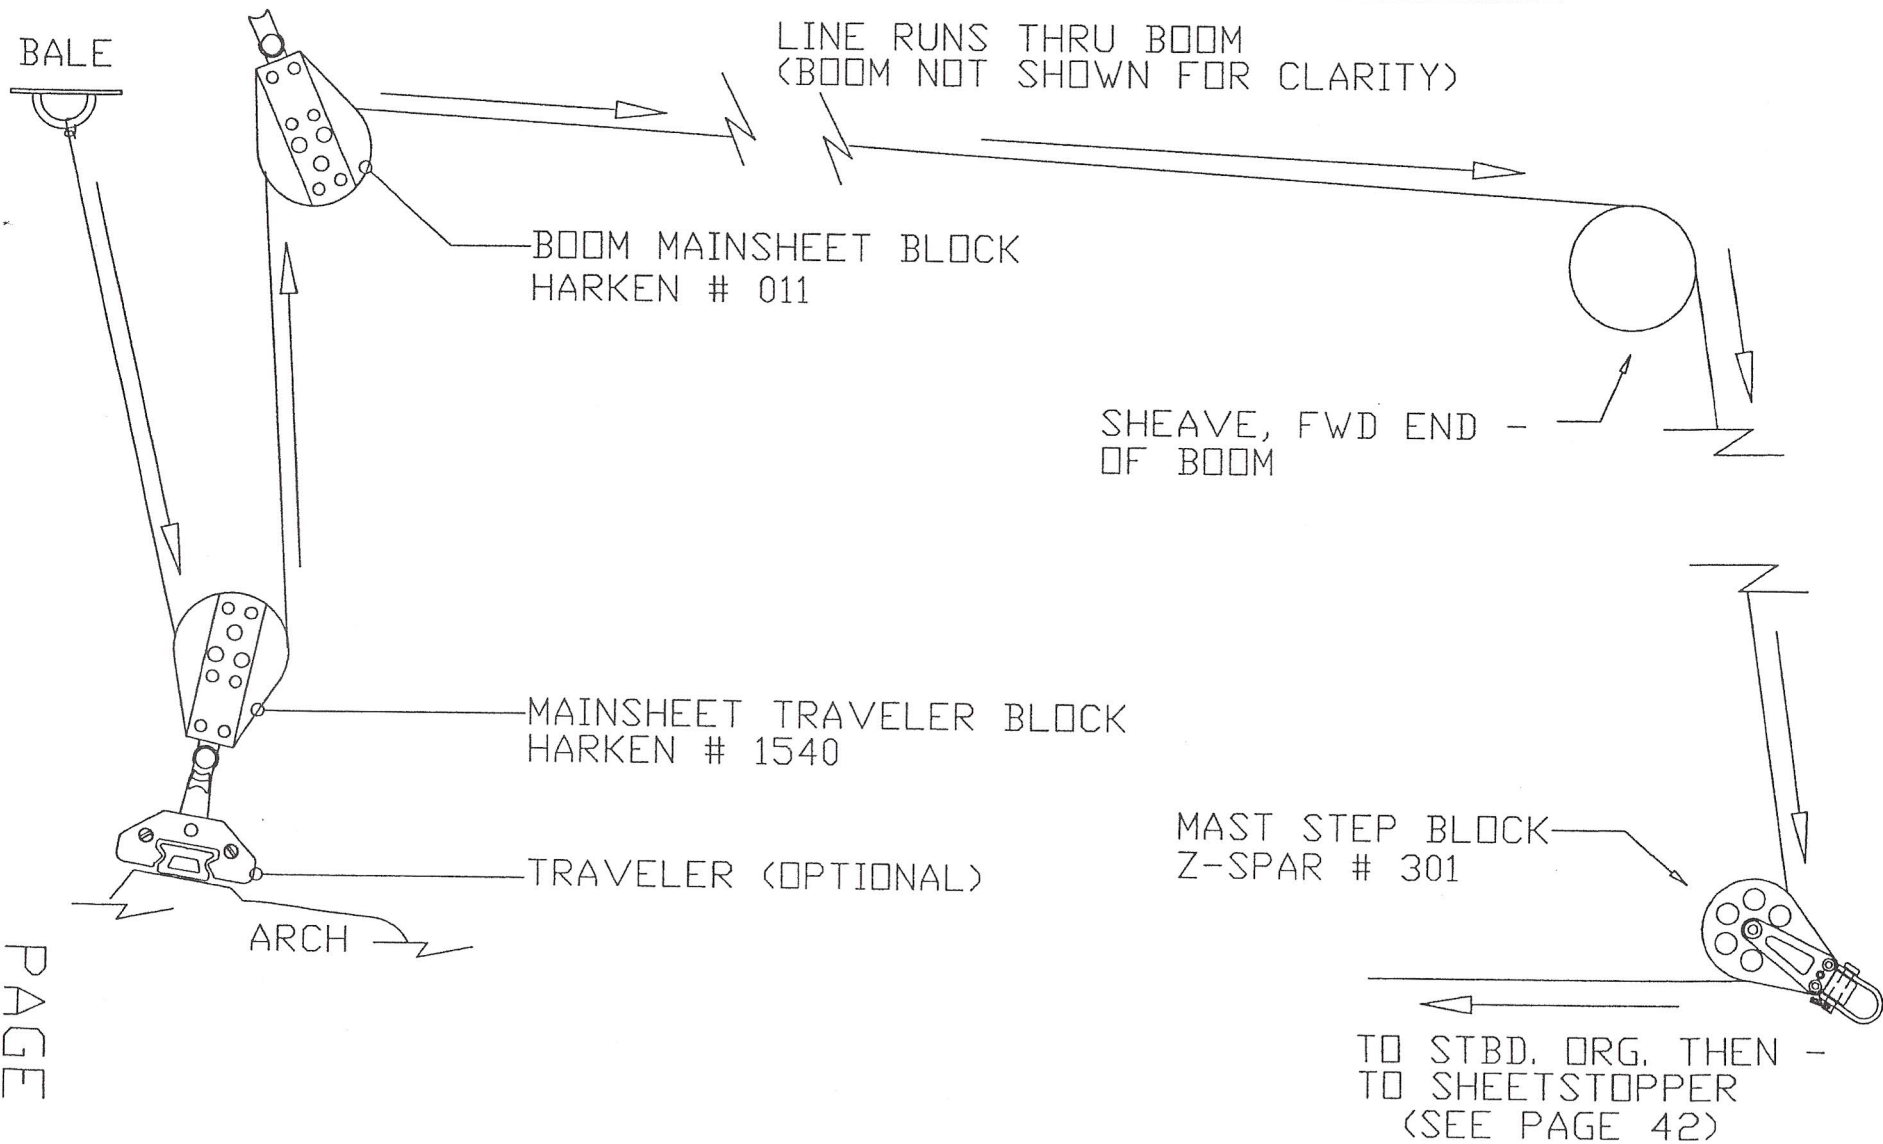 BALE
LINE RUNS THRU BOOM
(BOOM NOT SHOWN FOR CLARITY)
BOOM MAINSHEET BLOCK
HARKEN # 011
SHEAVE, FWD END -
OF BOOM
MAINSHEET TRAVELER BLOCK
HARKEN # 1540
MAST STEP BLOCK
Z-SPAR # 301
TRAVELER (OPTIONAL)
ARCH
TO STBD. ORG. THEN -
TO SHEETSTOPPER
(SEE PAGE 42)
PAGE